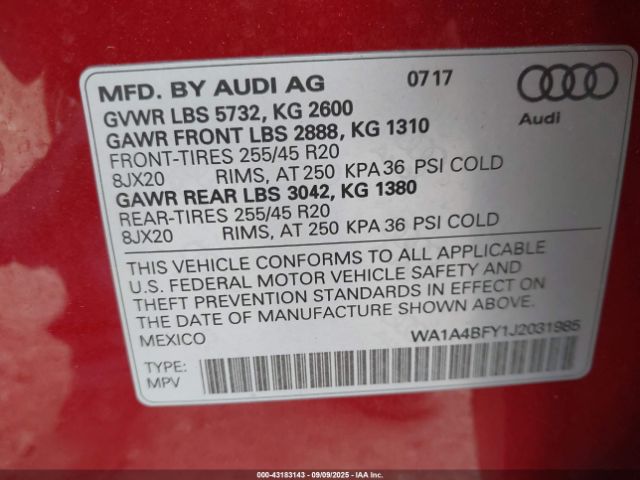 MFD. BY AUDI AG 0717
GVWR LBS 5732, KG 2600
GAWR FRONT LBS 2888, KG 1310
FRONT-TIRES 255/45 R20
8JX20 RIMS, AT 250 KPA 36 PSI COLD
GAWR REAR LBS 3042, KG 1380
REAR-TIRES 255/45 R20
8JX20 RIMS, AT 250 KPA 36 PSI COLD
Audi
THIS VEHICLE CONFORMS TO ALL APPLICABLE
U.S. FEDERAL MOTOR VEHICLE SAFETY AND
THEFT PREVENTION STANDARDS IN EFFECT ON
THE DATE OF MANUFACTURE SHOWN ABOVE.
MEXICO WA1A4BFY1J2031985
TYPE:
MPV
000-43183143 - 09/09/2025 - IAA Inc.